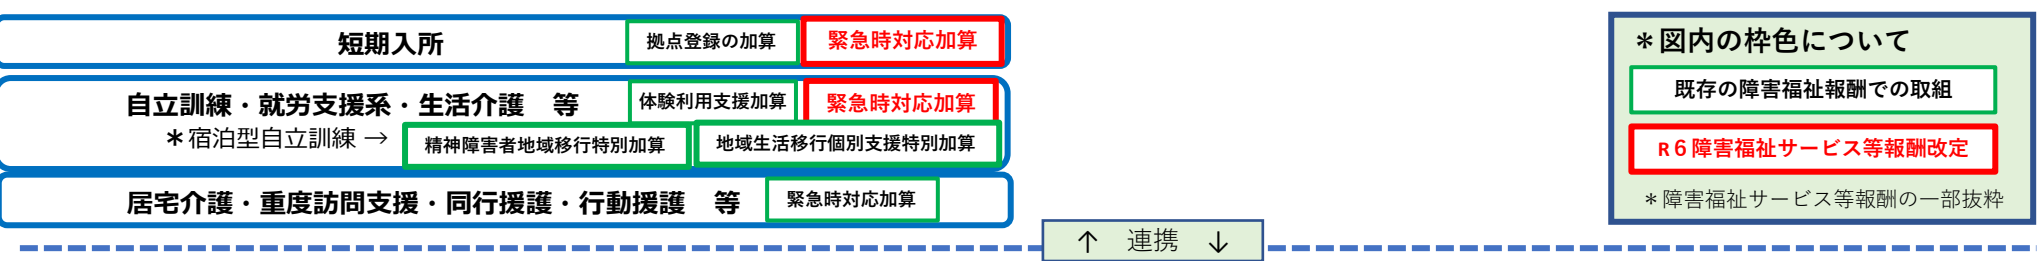 短期入所 拠点登録の加算 緊急時対応加算
自立訓練・就労支援系・生活介護　等 体験利用支援加算 緊急時対応加算
＊宿泊型自立訓練 → 精神障害者地域移行特別加算 地域生活移行個別支援特別加算
居宅介護・重度訪問支援・同行援護・行動援護　等 緊急時対応加算
↑　連携　↓
＊図内の枠色について
既存の障害福祉報酬での取組
R６障害福祉サービス等報酬改定
＊障害福祉サービス等報酬の一部抜粋